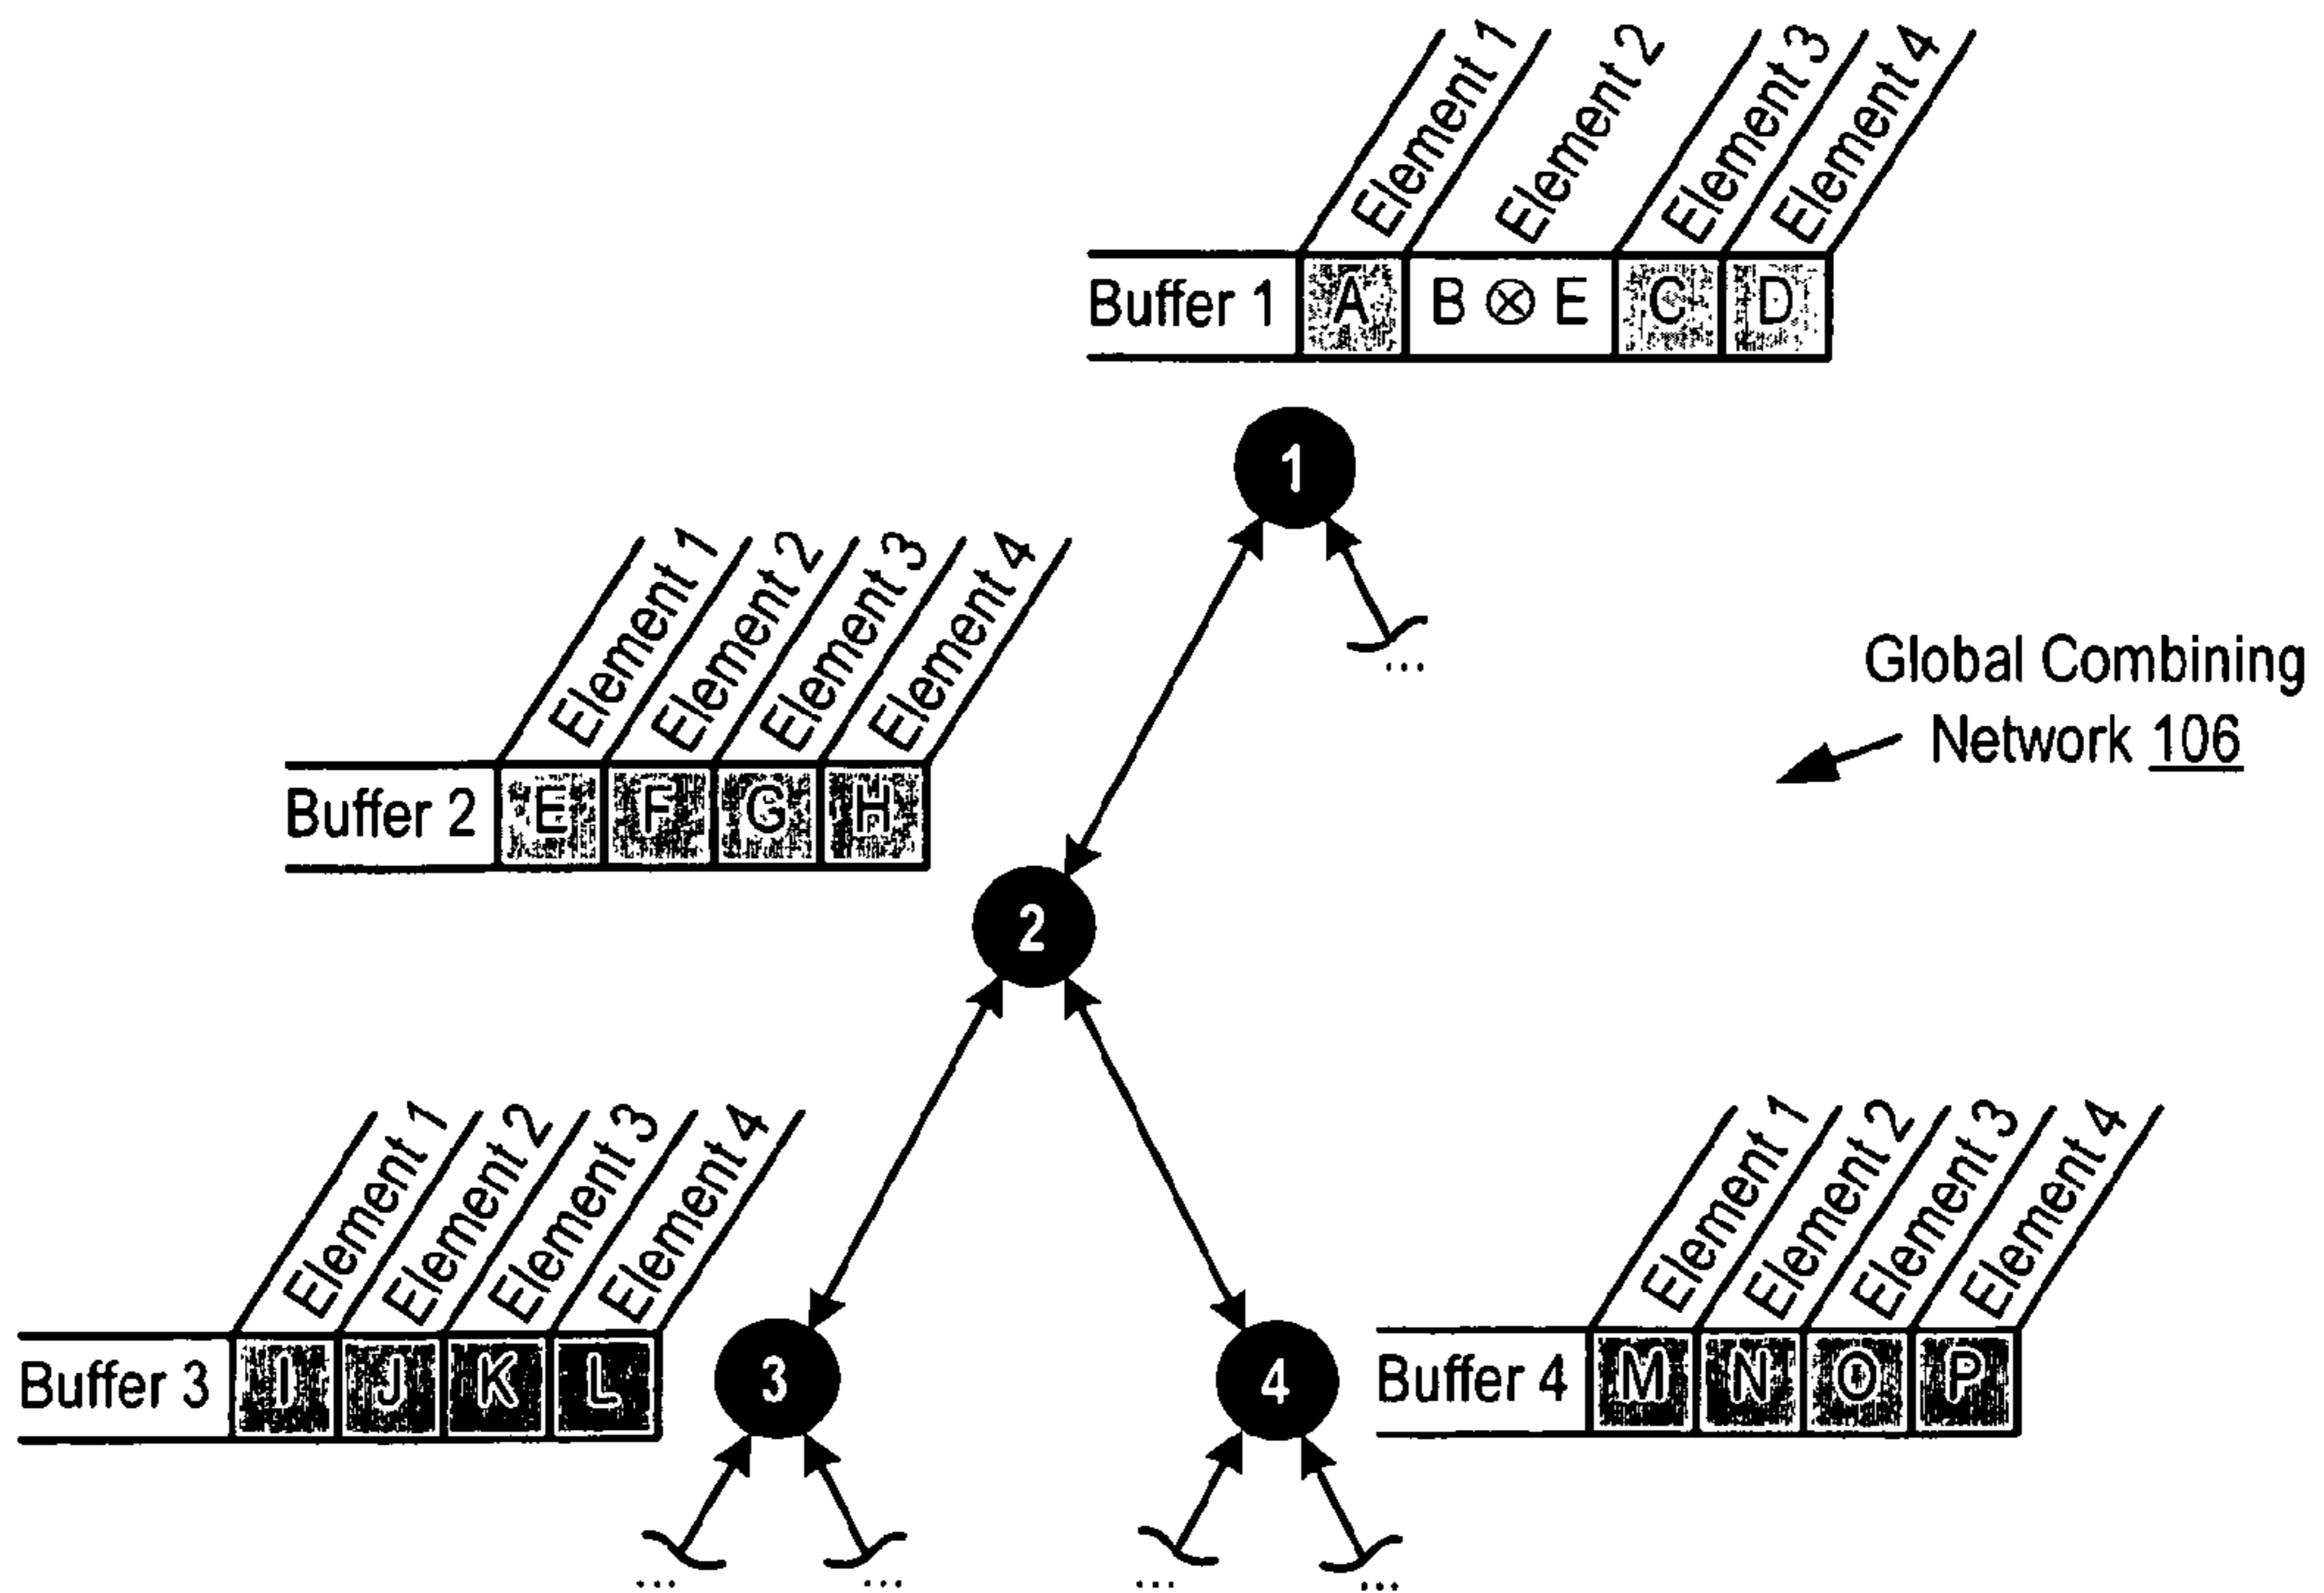 Element 1 Element 2 Element 3 Element 4
Buffer 1 A B ⊗ E C D
1
...
Global Combining
Network 106
Element 1 Element 2 Element 3 Element 4
Buffer 2 E F G H
2
Element 1 Element 2 Element 3 Element 4
Buffer 3 I J K L
3
... ...
4
... ...
Element 1 Element 2 Element 3 Element 4
Buffer 4 M N O P